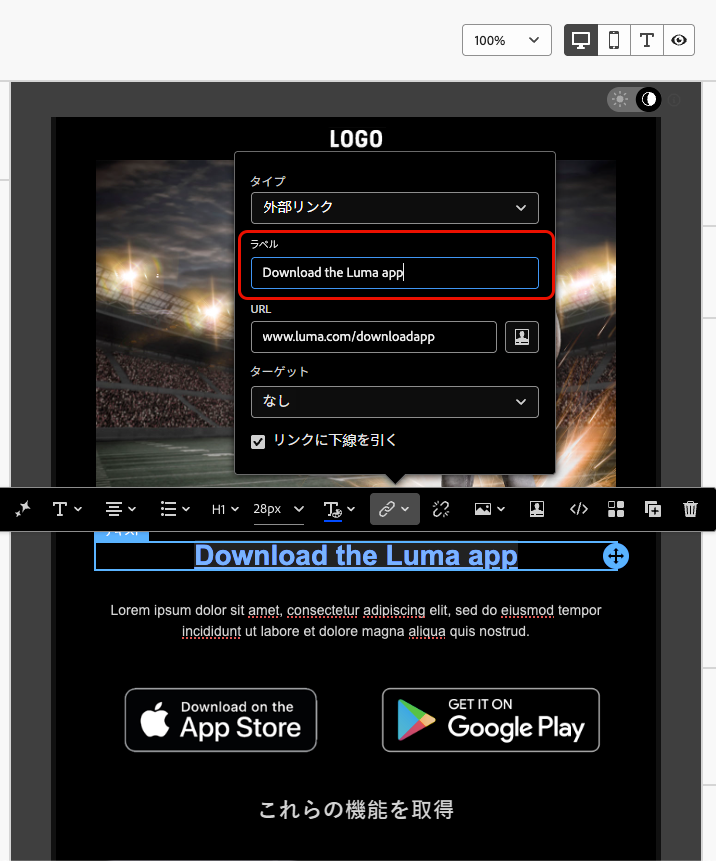 100%
LOGO
タイプ
外部リンク
ラベル
Download the Luma app
URL
www.luma.com/downloadapp
ターゲット
なし
リンクに下線を引く
H1 28px
テキスト
Download the Luma app
Lorem ipsum dolor sit amet, consectetur adipiscing elit, sed do eiusmod tempor
incididunt ut labore et dolore magna aliqua quis nostrud.
Download on the
App Store
GET IT ON
Google Play
これらの機能を取得